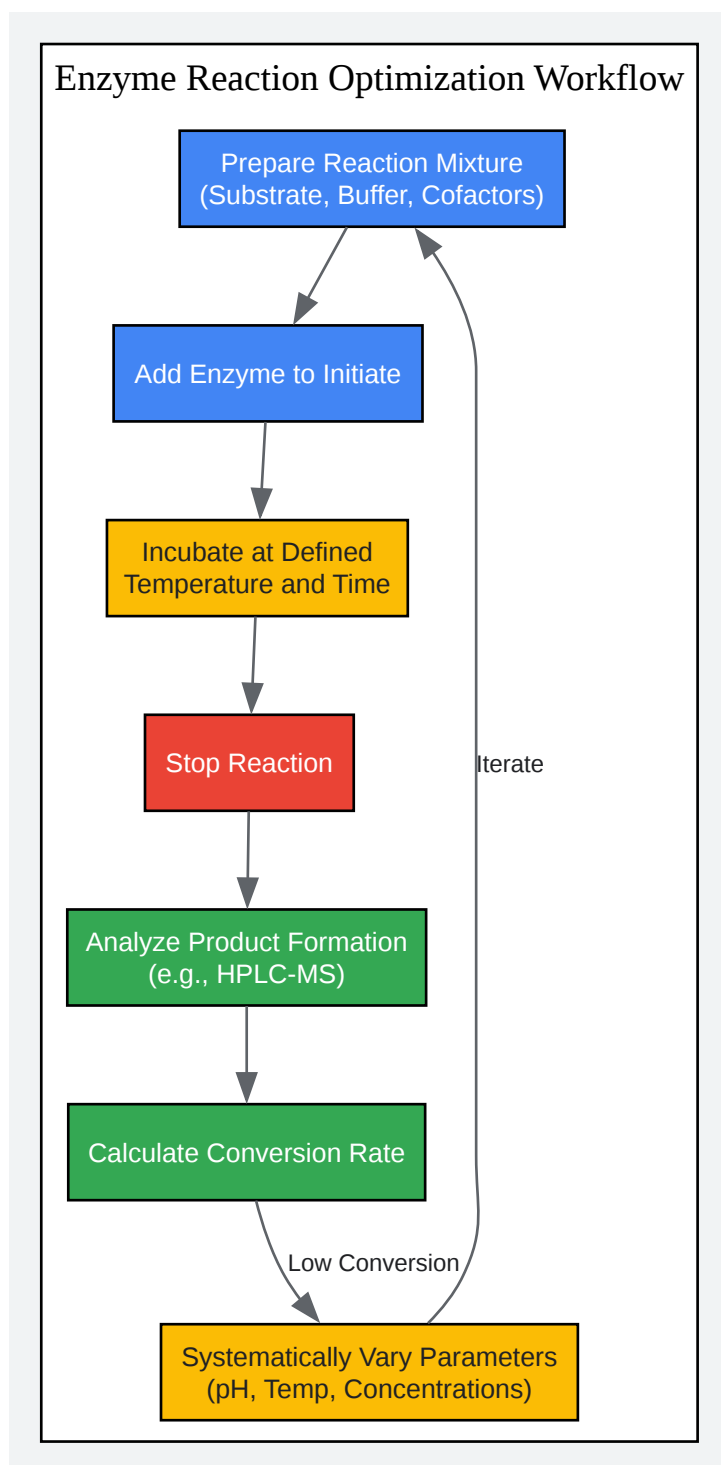 Enzyme Reaction Optimization Workflow
Prepare Reaction Mixture
(Substrate, Buffer, Cofactors)
Add Enzyme to Initiate
Incubate at Defined
Temperature and Time
Stop Reaction
Iterate
Analyze Product Formation
(e.g., HPLC-MS)
Calculate Conversion Rate
Low Conversion
Systematically Vary Parameters
(pH, Temp, Concentrations)